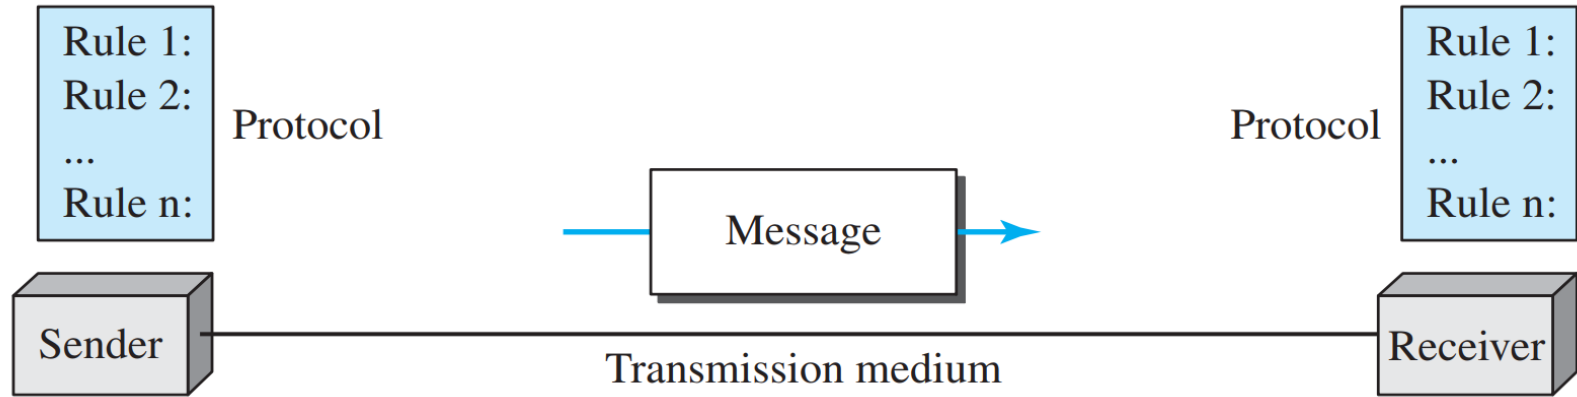 Rule 1:
Rule 2:
...
Rule n:
Protocol
Message
Protocol
Rule 1:
Rule 2:
...
Rule n:
Sender
Transmission medium
Receiver